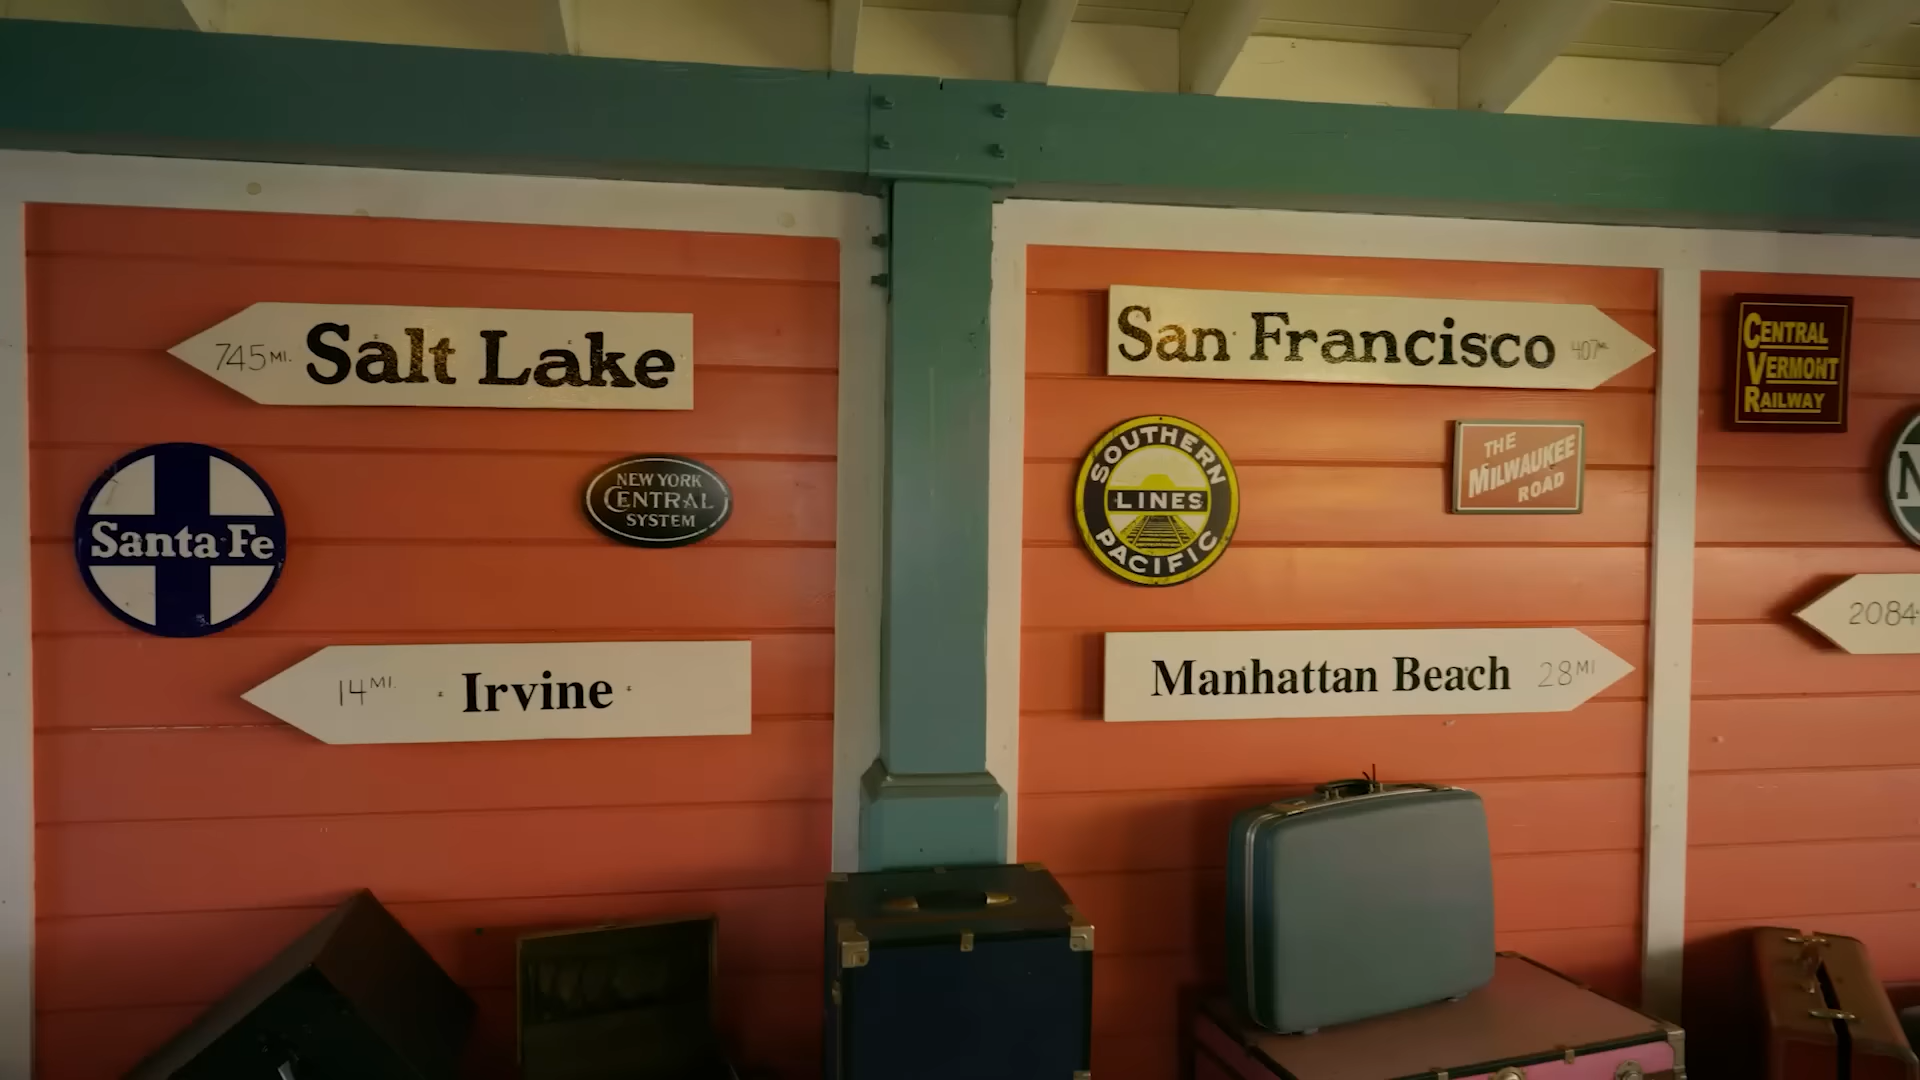 745 MI. Salt Lake
Santa Fe
NEW YORK
CENTRAL
SYSTEM
14 MI. Irvine
San Francisco 407 MI.
SOUTHERN
LINES
PACIFIC
THE
MILWAUKEE
ROAD
Manhattan Beach 28 MI
CENTRAL
VERMONT
RAILWAY
2084